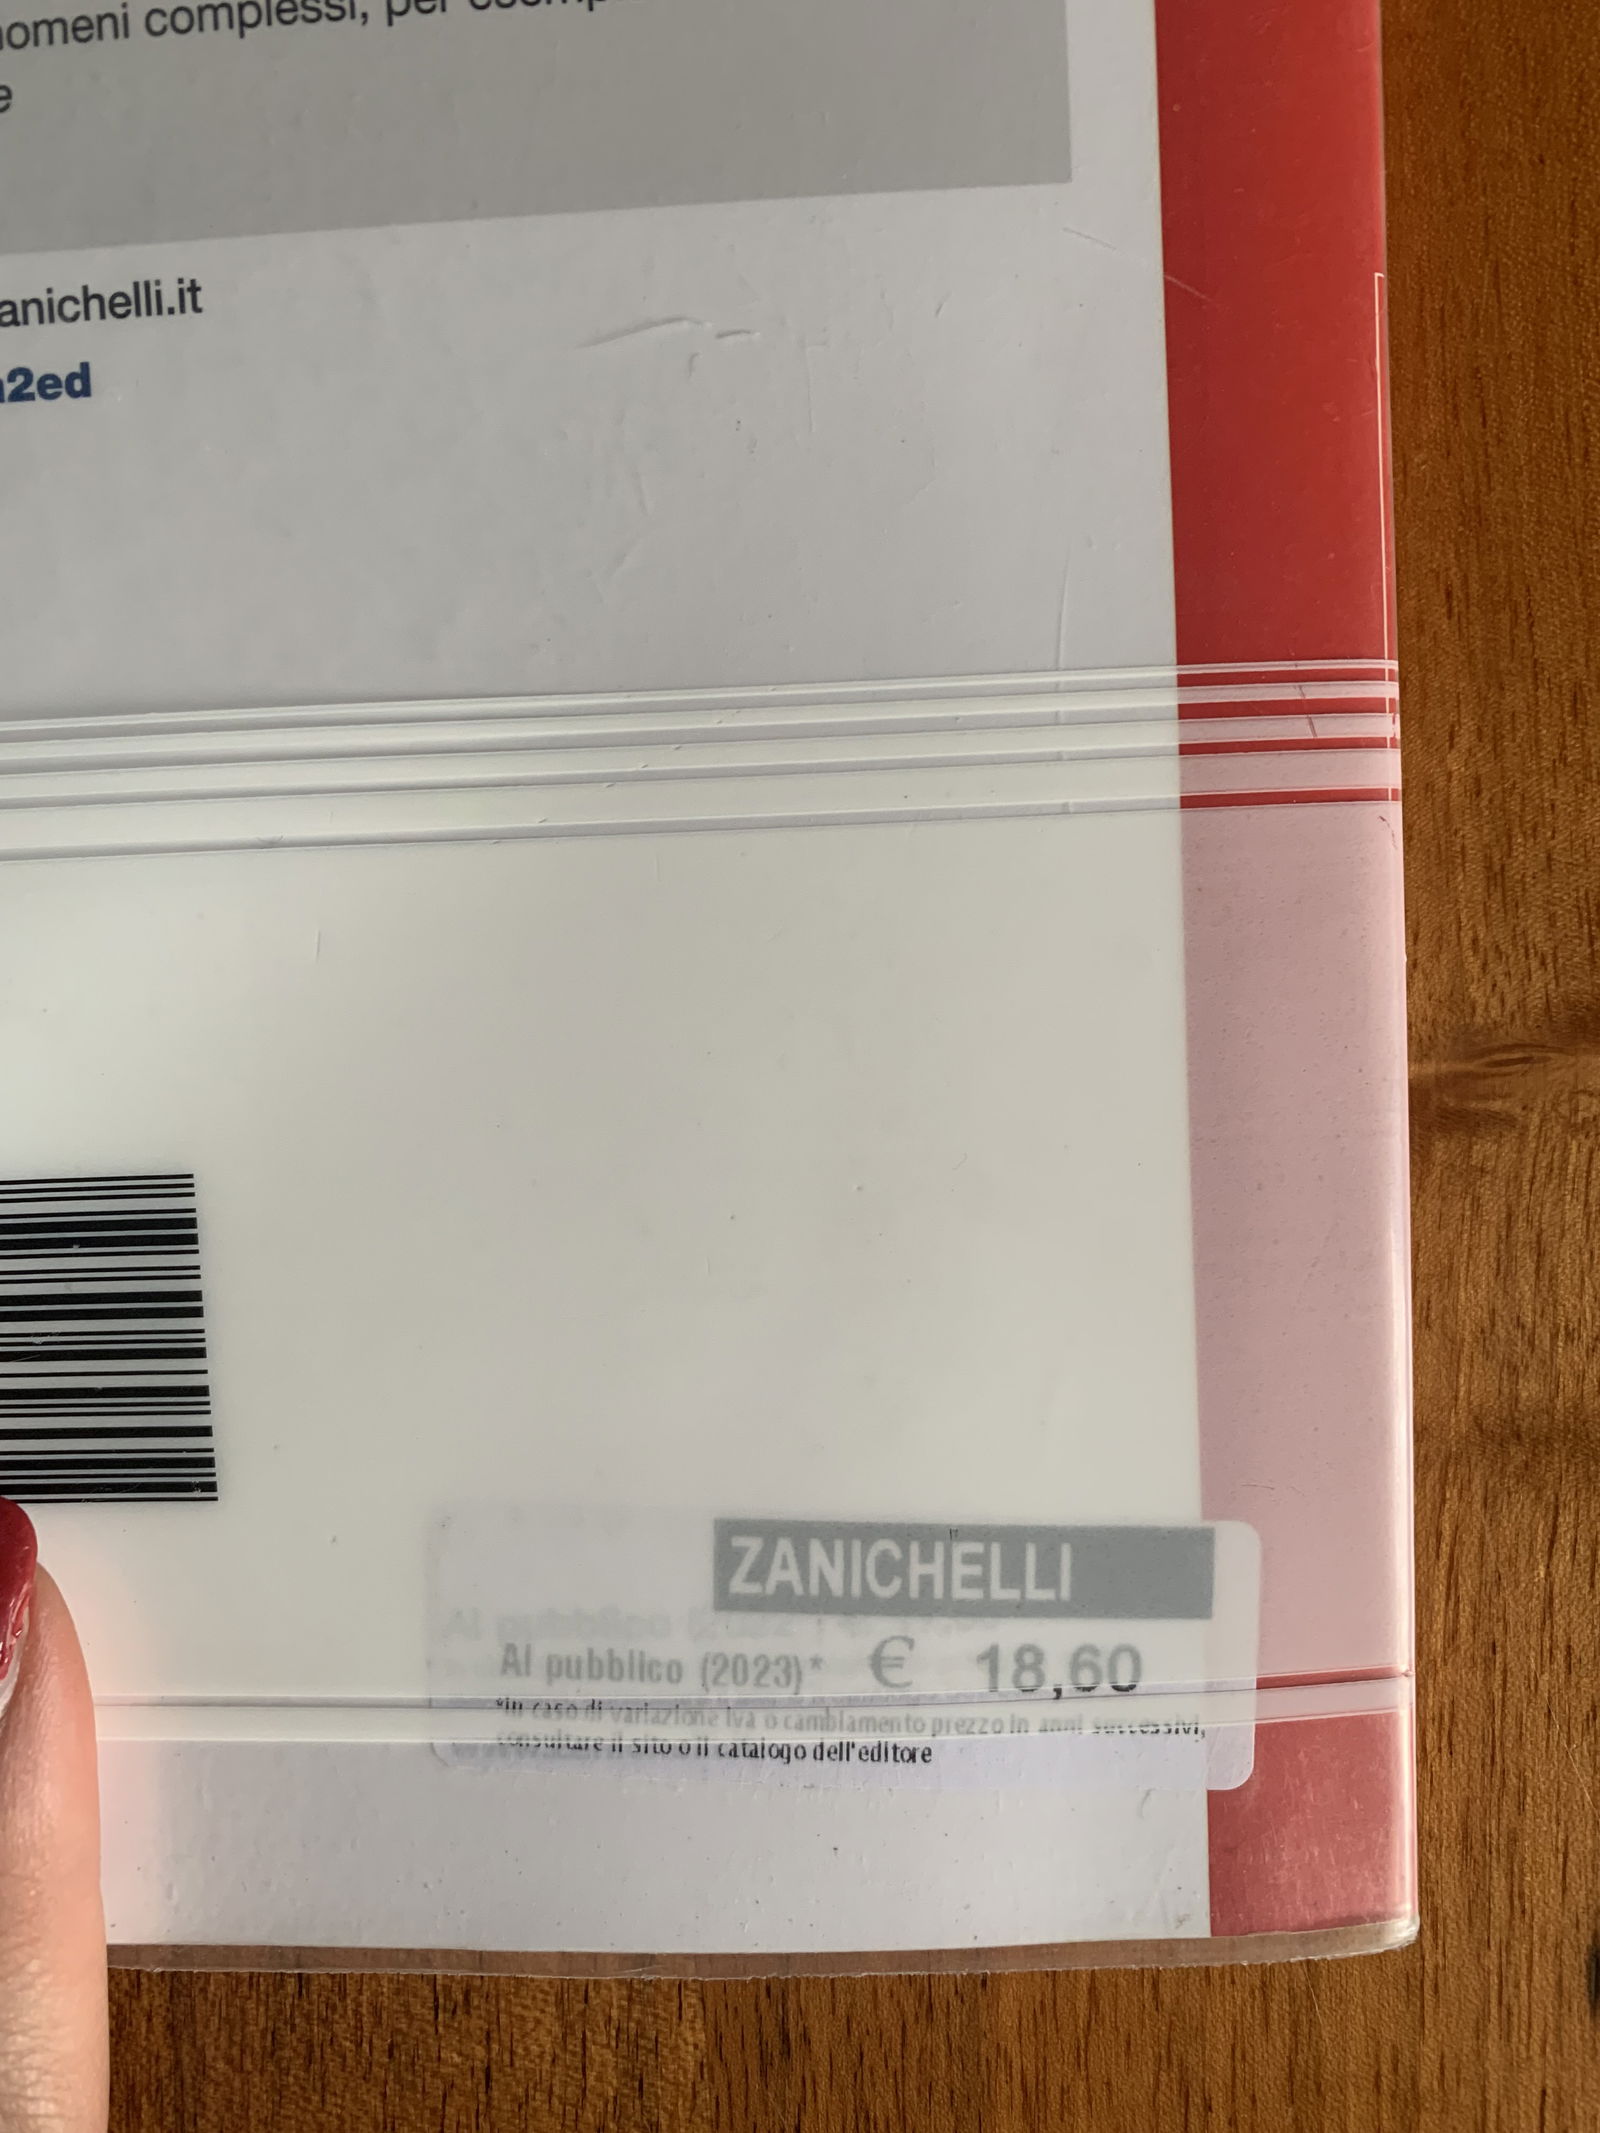 omeni complessi, per
e
anichelli.it
2ed
ZANICHELLI
Al pubblico (2023)* € 18,60
*in caso di variazione iva o cambiamento prezzo in anni successivi,
consultare il sito o il catalogo dell'editore